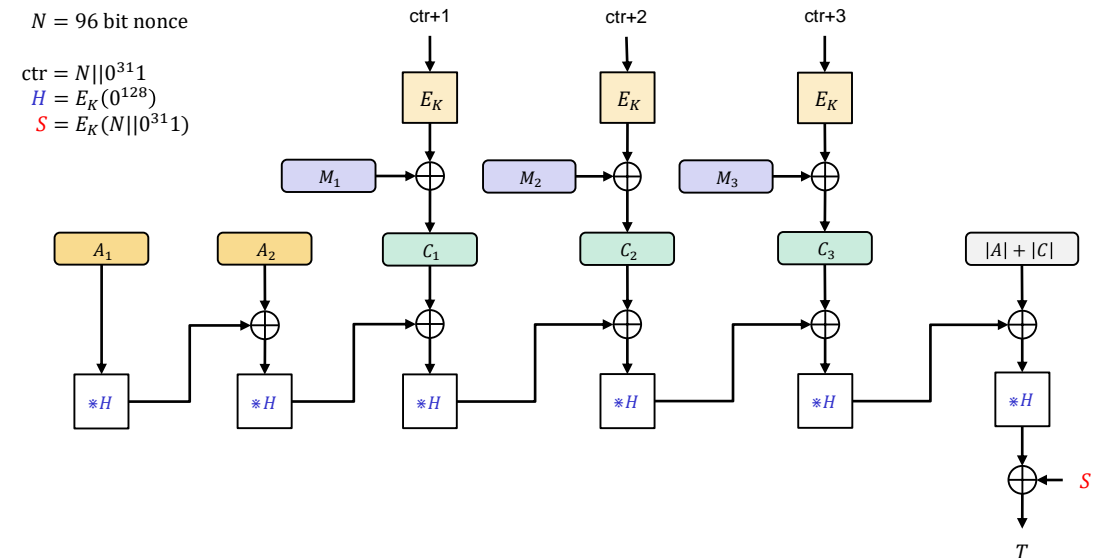 N = 96 bit nonce
ctr = N||0³¹1
H = E_K(0¹²⁸)
S = E_K(N||0³¹1)
ctr+1 ctr+2 ctr+3
E_K E_K E_K
M₁ M₂ M₃
A₁ A₂ C₁ C₂ C₃ |A| + |C|
⁎H ⁎H ⁎H ⁎H ⁎H ⁎H
S
T